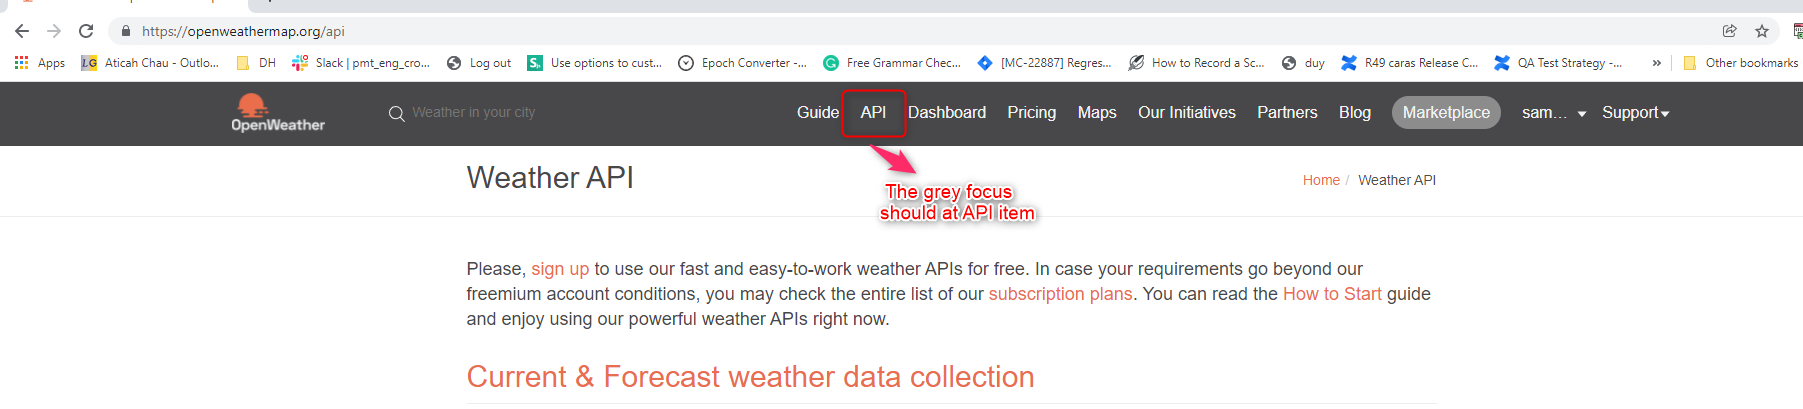 https://openweathermap.org/api
Apps LG Aticah Chau - Outlo... DH Slack | pmt_eng_cro... Log out S. Use options to cust... Epoch Converter -... Free Grammar Chec... [MC-22887] Regres... How to Record a Sc... duy R49 caras Release C... QA Test Strategy -... » Other bookmarks
OpenWeather Weather in your city Guide API Dashboard Pricing Maps Our Initiatives Partners Blog Marketplace sam... Support
Weather API
Home / Weather API
The grey focus
should at API item
Please, sign up to use our fast and easy-to-work weather APIs for free. In case your requirements go beyond our
freemium account conditions, you may check the entire list of our subscription plans. You can read the How to Start guide
and enjoy using our powerful weather APIs right now.
Current & Forecast weather data collection